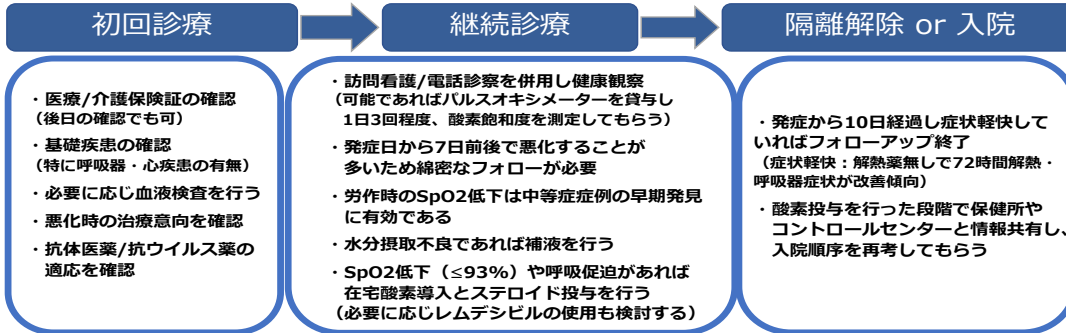 初回診療
継続診療
隔離解除 or 入院
・医療/介護保険証の確認
（後日の確認でも可）
・基礎疾患の確認
（特に呼吸器・心疾患の有無）
・必要に応じ血液検査を行う
・悪化時の治療意向を確認
・抗体医薬/抗ウイルス薬の
適応を確認
・訪問看護/電話診察を併用し健康観察
（可能であればパルスオキシメーターを貸与し
1日3回程度、酸素飽和度を測定してもらう）
・発症日から7日前後で悪化することが
多いため綿密なフォローが必要
・労作時のSpO2低下は中等症症例の早期発見
に有効である
・水分摂取不良であれば補液を行う
・SpO2低下（≤93%）や呼吸促迫があれば
在宅酸素導入とステロイド投与を行う
（必要に応じレムデシビルの使用も検討する）
・発症から10日経過し症状軽快して
いればフォローアップ終了
（症状軽快：解熱薬無しで72時間解熱・
呼吸器症状が改善傾向）
・酸素投与を行った段階で保健所や
コントロールセンターと情報共有し、
入院順序を再考してもらう